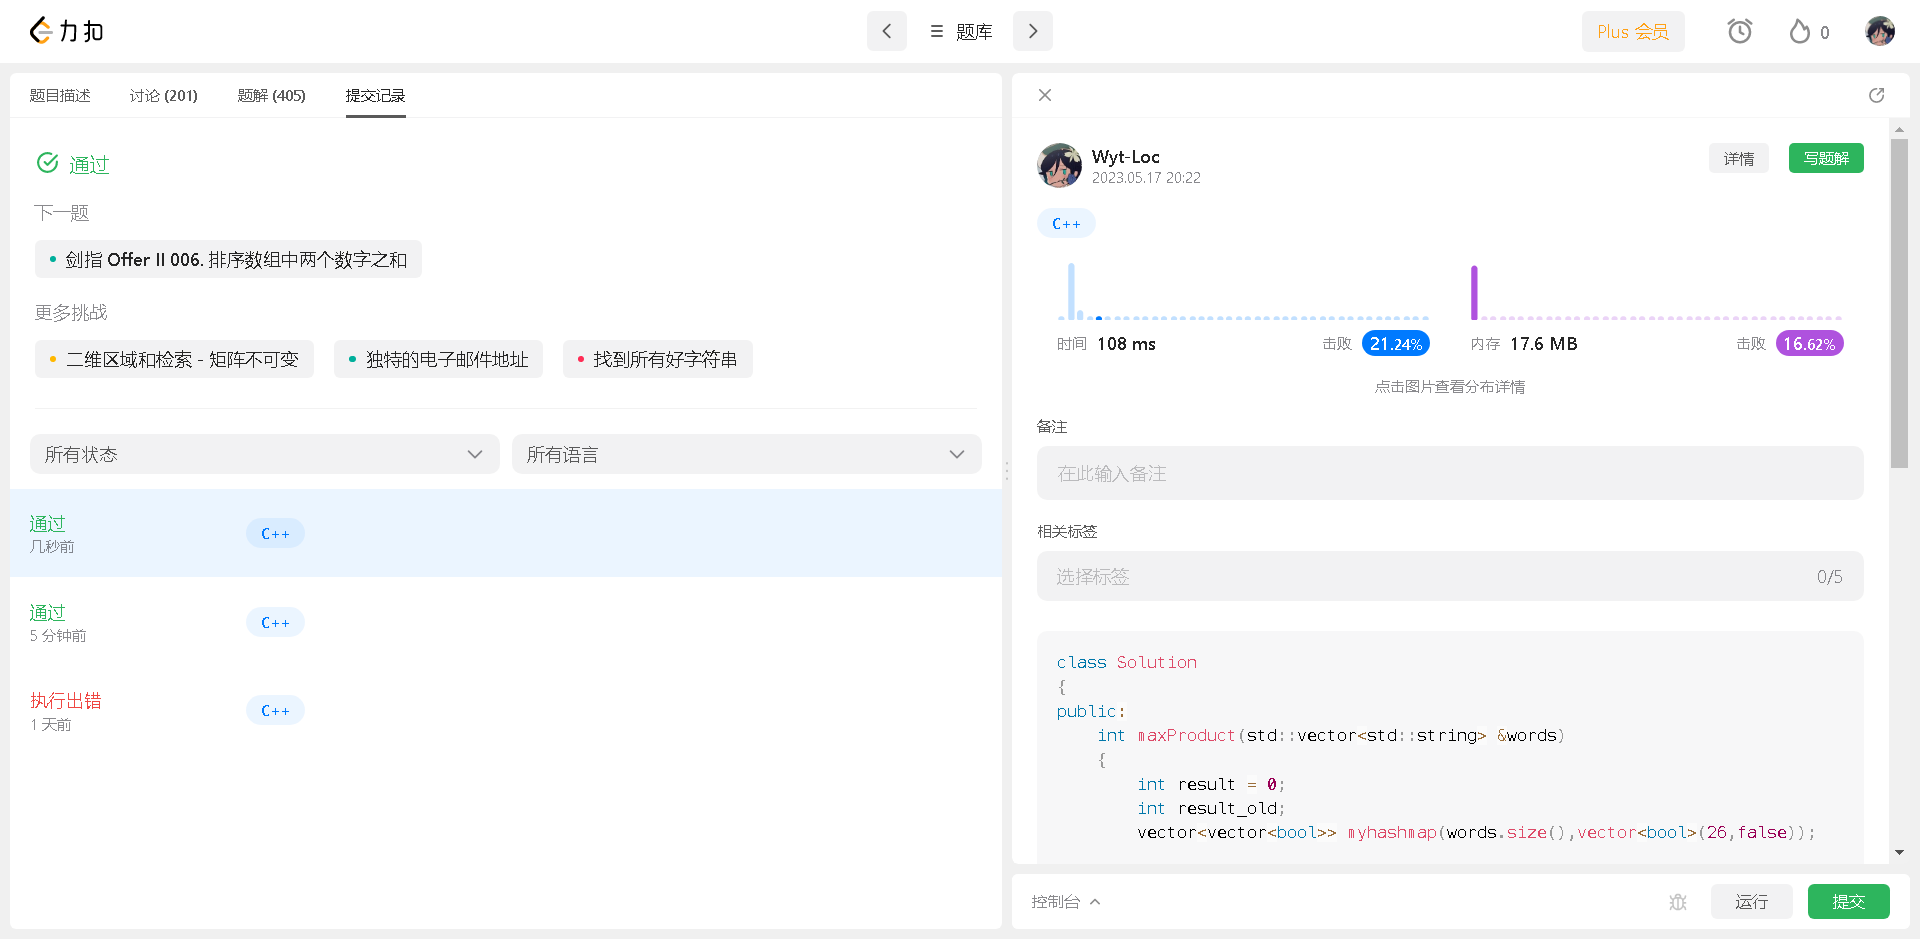 力扣
题库
Plus 会员
0
题目描述
讨论 (201)
题解 (405)
提交记录
通过
下一题
剑指 Offer II 006. 排序数组中两个数字之和
更多挑战
二维区域和检索 - 矩阵不可变
独特的电子邮件地址
找到所有好字符串
所有状态
所有语言
通过
几秒前
C++
通过
5 分钟前
C++
执行出错
1 天前
C++
Wyt-Loc
2023.05.17 20:22
详情
写题解
C++
时间 108 ms
击败 21.24%
内存 17.6 MB
击败 16.62%
点击图片查看分布详情
备注
在此输入备注
相关标签
选择标签
0/5
class Solution
{
public:
    int maxProduct(std::vector<std::string> &words)
    {
        int result = 0;
        int result_old;
        vector<vector<bool>> myhashmap(words.size(),vector<bool>(26,false));
控制台
运行
提交